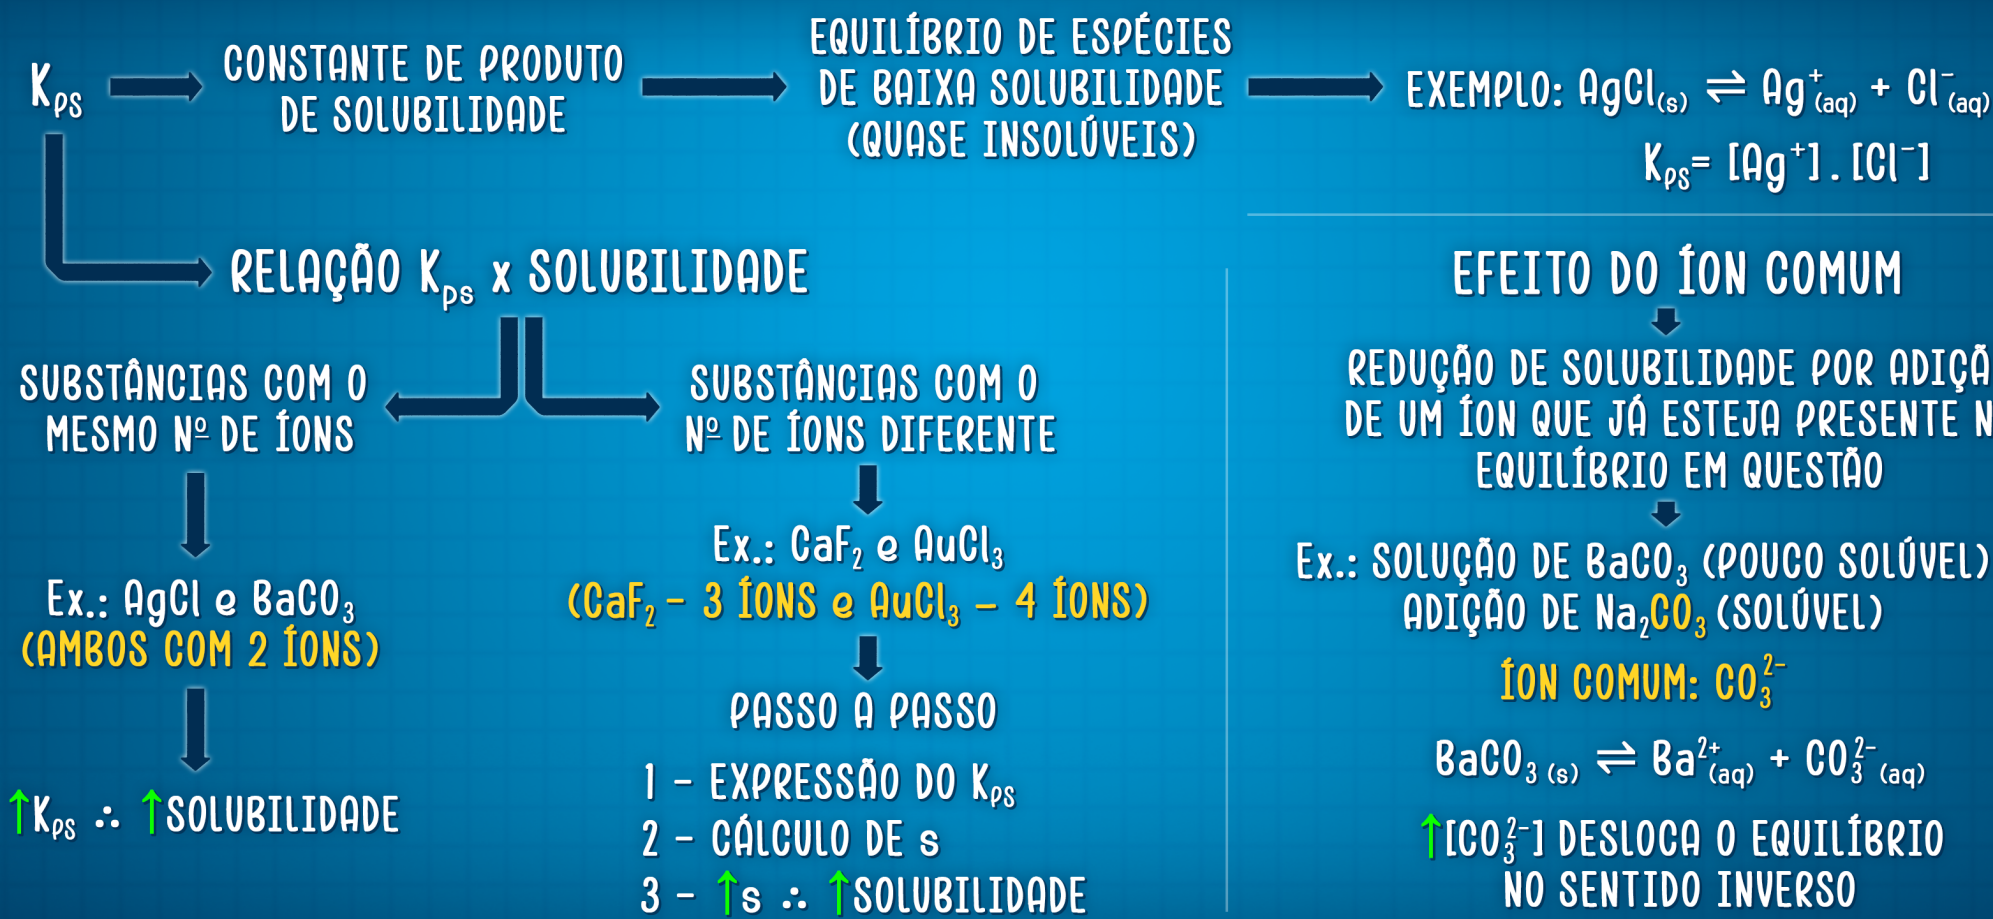 Kps
CONSTANTE DE PRODUTO
DE SOLUBILIDADE
EQUILÍBRIO DE ESPÉCIES
DE BAIXA SOLUBILIDADE
(QUASE INSOLÚVEIS)
EXEMPLO: AgCl(s) ⇌ Ag⁺(aq) + Cl⁻(aq)
Kps= [Ag⁺].[Cl⁻]
RELAÇÃO Kps x SOLUBILIDADE
SUBSTÂNCIAS COM O
MESMO Nº DE ÍONS
Ex.: AgCl e BaCO₃
(AMBOS COM 2 ÍONS)
↑Kps ∴ ↑SOLUBILIDADE
SUBSTÂNCIAS COM O
Nº DE ÍONS DIFERENTE
Ex.: CaF₂ e AuCl₃
(CaF₂ – 3 ÍONS e AuCl₃ – 4 ÍONS)
PASSO A PASSO
1 – EXPRESSÃO DO Kps
2 – CÁLCULO DE s
3 – ↑s ∴ ↑SOLUBILIDADE
EFEITO DO ÍON COMUM
REDUÇÃO DE SOLUBILIDADE POR ADIÇÃ
DE UM ÍON QUE JÁ ESTEJA PRESENTE N
EQUILÍBRIO EM QUESTÃO
Ex.: SOLUÇÃO DE BaCO₃ (POUCO SOLÚVEL)
ADIÇÃO DE Na₂CO₃ (SOLÚVEL)
ÍON COMUM: CO₃²⁻
BaCO₃ (s) ⇌ Ba²⁺(aq) + CO₃²⁻(aq)
↑[CO₃²⁻] DESLOCA O EQUILÍBRIO
NO SENTIDO INVERSO